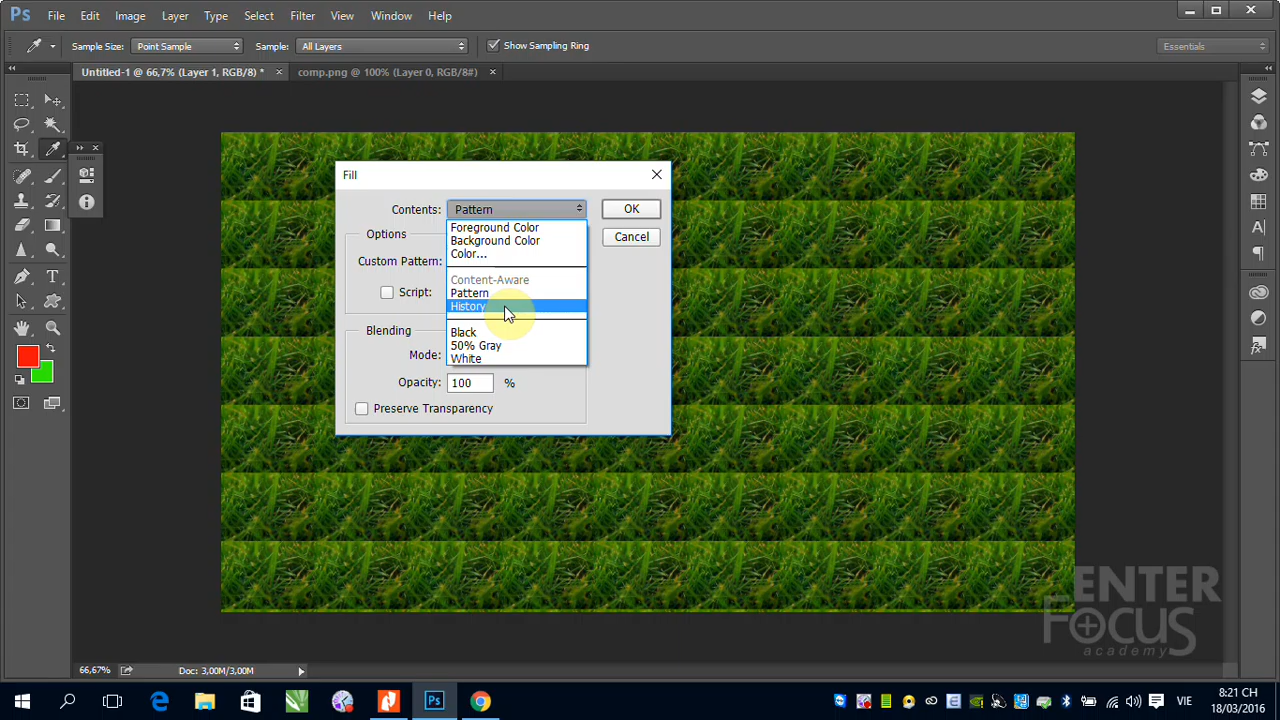 Ps File Edit Image Layer Type Select Filter View Window Help
Sample Size: Point Sample Sample: All Layers Show Sampling Ring Essentials
Untitled-1 @ 66,7% (Layer 1, RGB/8) * × comp.png @ 100% (Layer 0, RGB/8#) ×
Fill
Contents: Pattern OK
Foreground Color
Options Background Color Cancel
Color...
Custom Pattern:
Content-Aware
Script: Pattern
History
Blending Black
50% Gray
Mode: White
Opacity: 100 %
Preserve Transparency
ENTER
FOCUS
academy
66,67% Doc: 3,00M/3,00M
Ps VIE 8:21 CH
18/03/2016